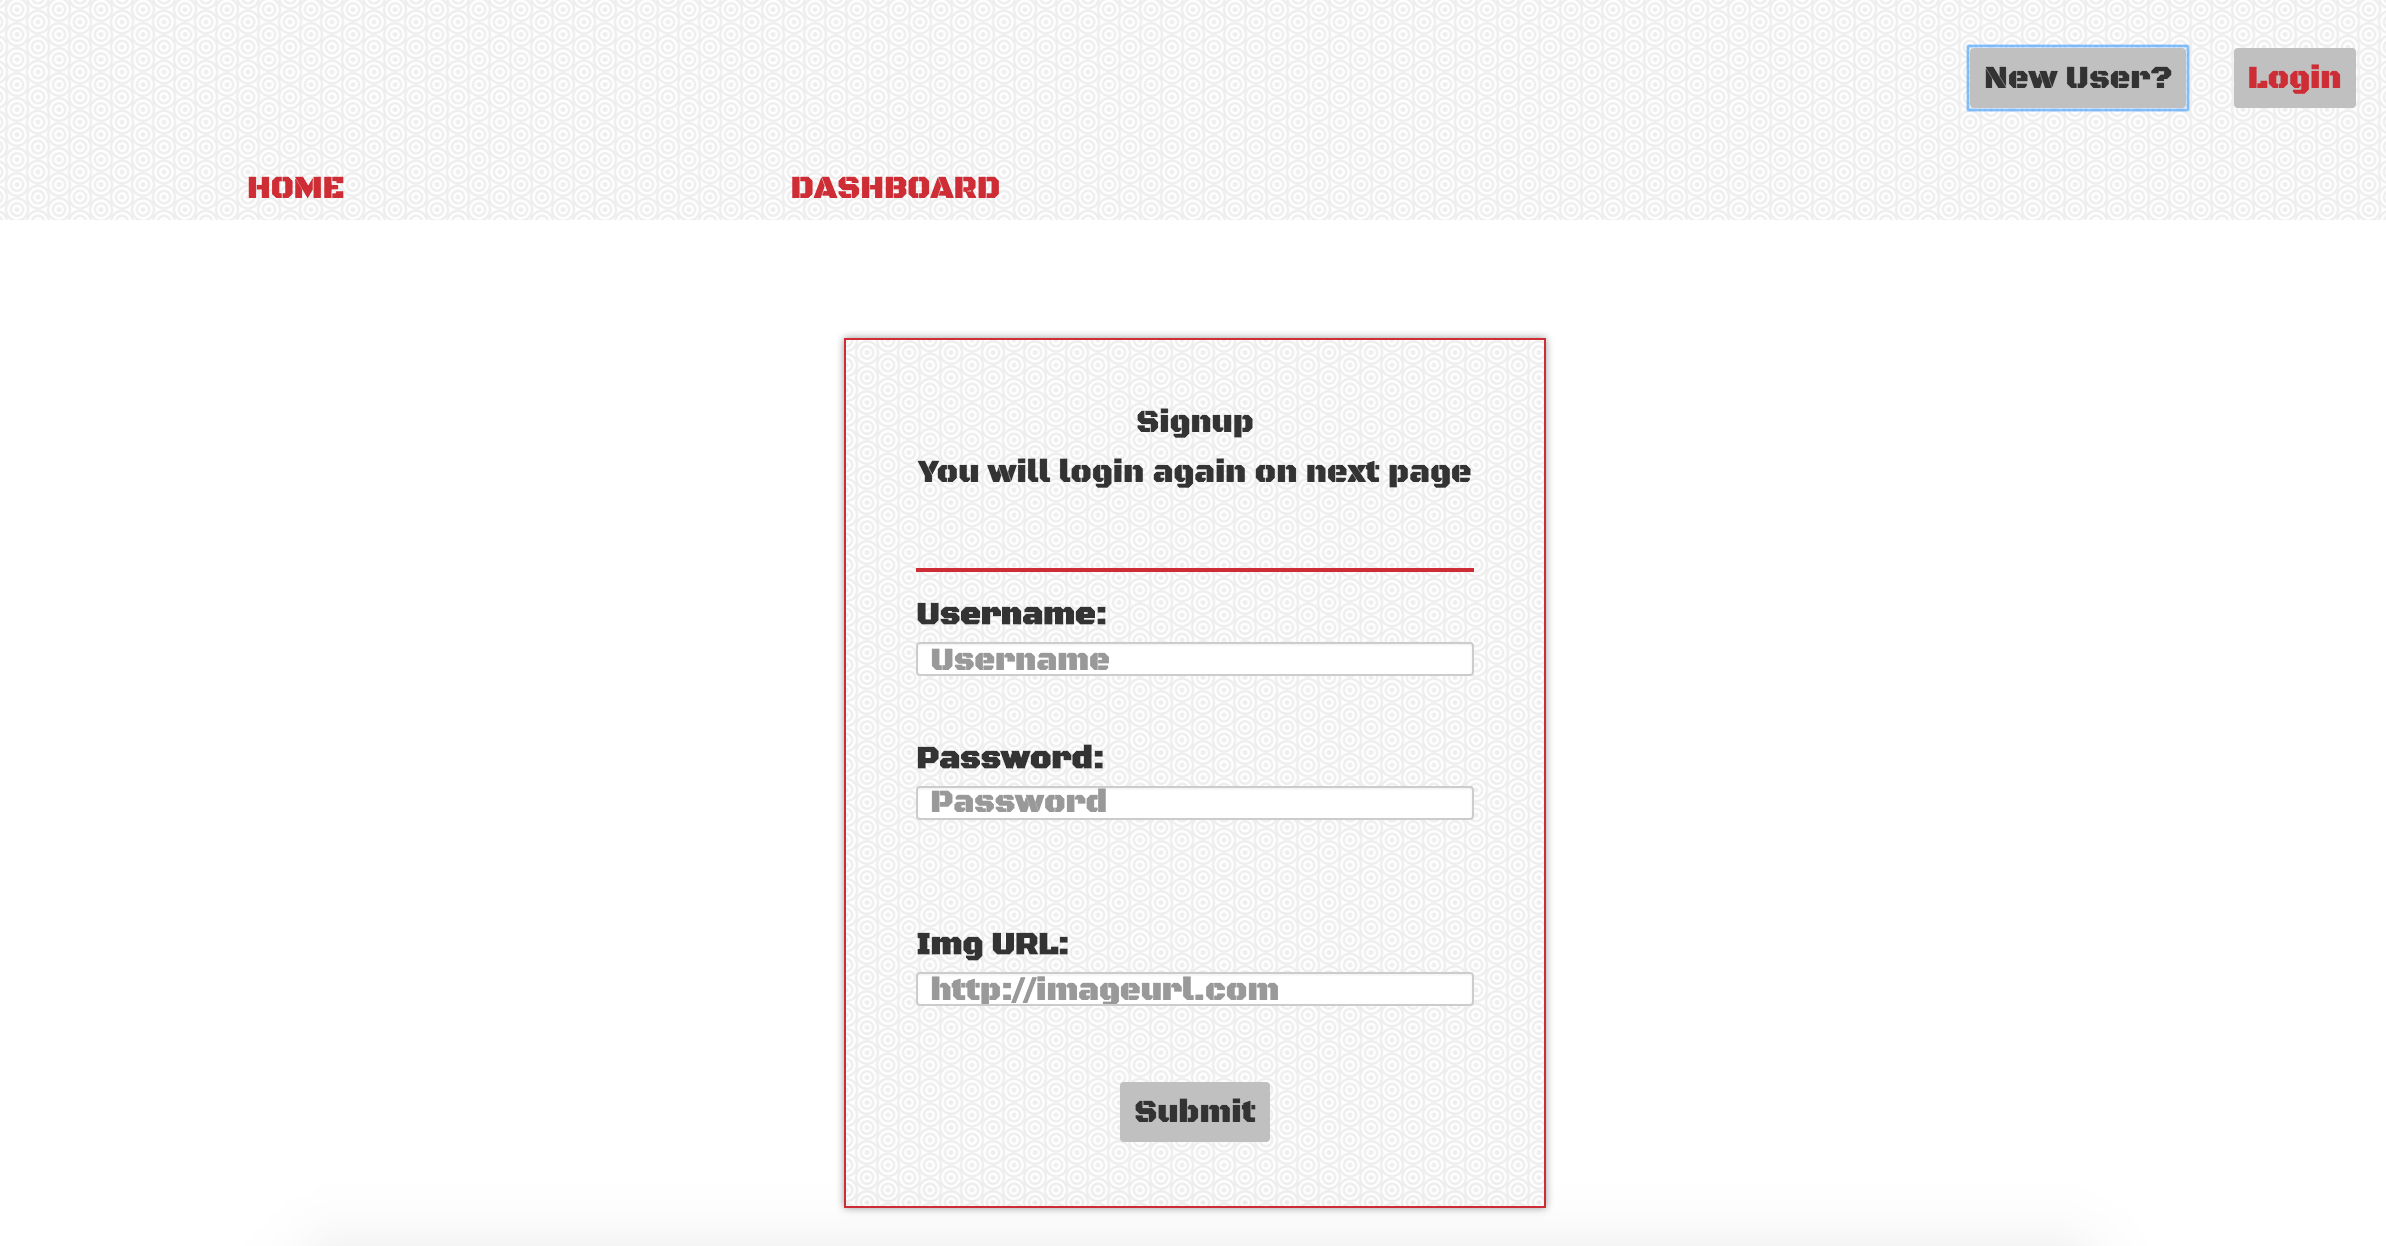 New User? Login
HOME DASHBOARD
Signup
You will login again on next page
Username:
Username
Password:
Password
Img URL:
http://imageurl.com
Submit